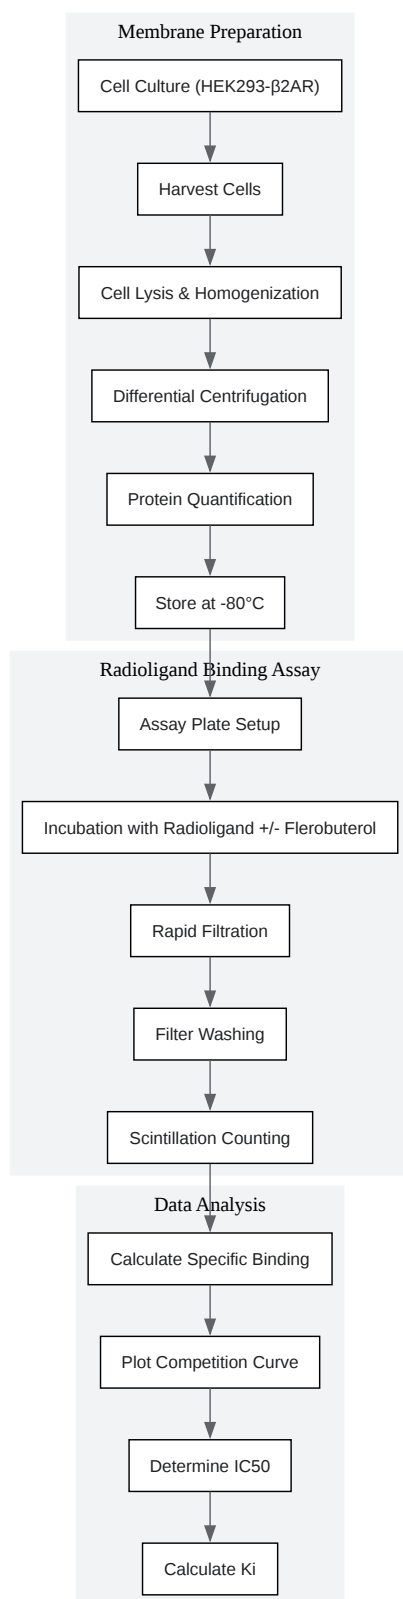 Membrane Preparation
Cell Culture (HEK293-β2AR)
Harvest Cells
Cell Lysis & Homogenization
Differential Centrifugation
Protein Quantification
Store at -80°C
Radioligand Binding Assay
Assay Plate Setup
Incubation with Radioligand +/- Flerobuterol
Rapid Filtration
Filter Washing
Scintillation Counting
Data Analysis
Calculate Specific Binding
Plot Competition Curve
Determine IC50
Calculate Ki